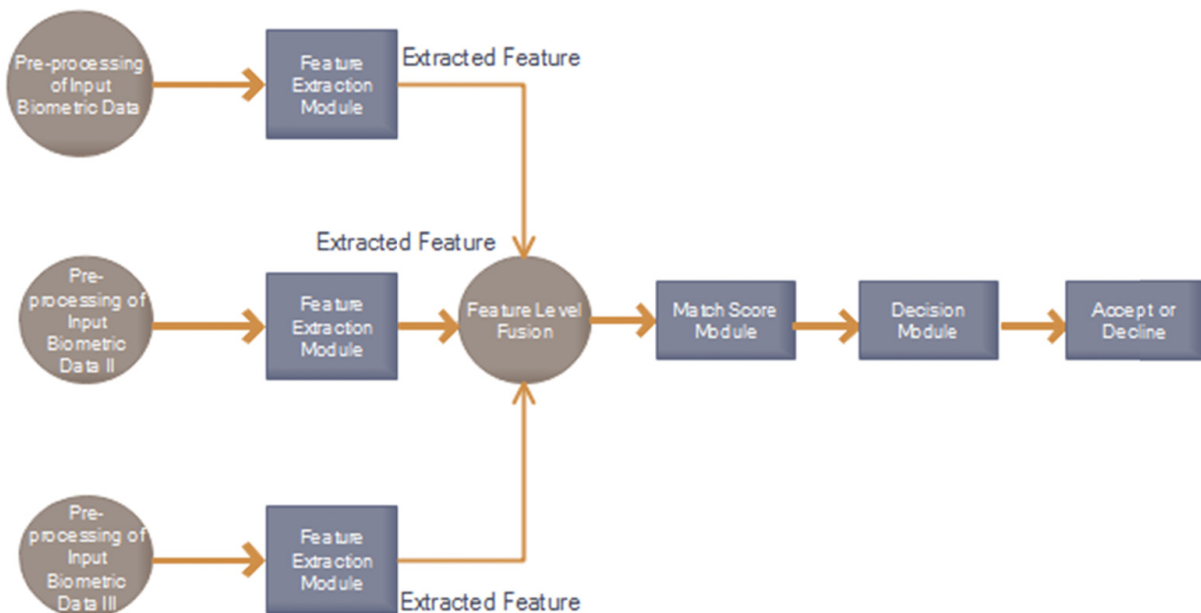 Pre-processing
of Input
Biometric Data
Feature
Extraction
Module
Extracted Feature
Extracted Feature
Pre-
processing of
Input
Biometric
Data II
Feature
Extraction
Module
Feature Level
Fusion
Match Score
Module
Decision
Module
Accept or
Decline
Pre-
processing of
Input
Biometric
Data III
Feature
Extraction
Module
Extracted Feature